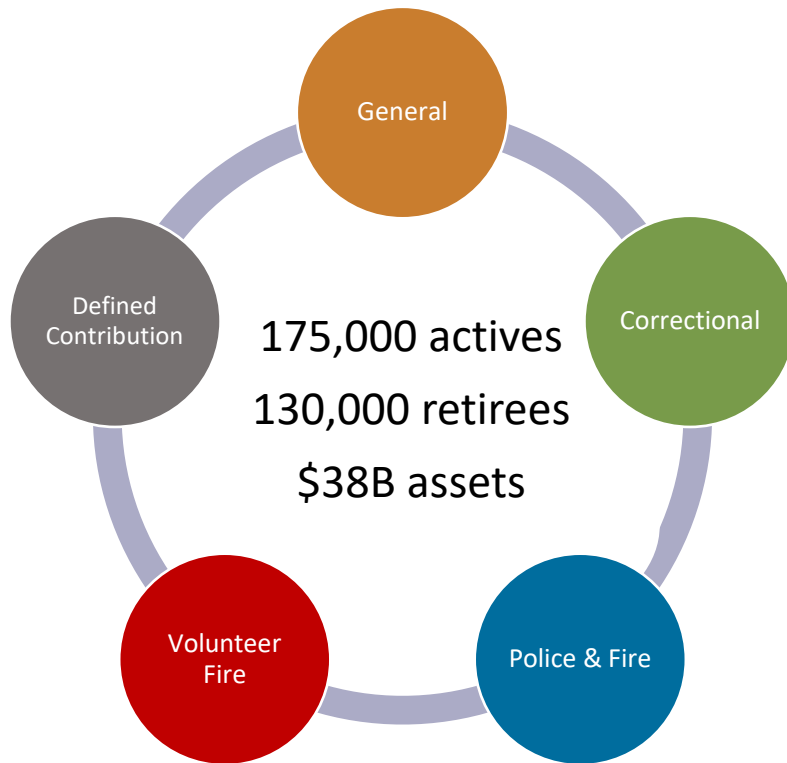 General
Defined
Contribution
Correctional
175,000 actives
130,000 retirees
$38B assets
Volunteer
Fire
Police & Fire